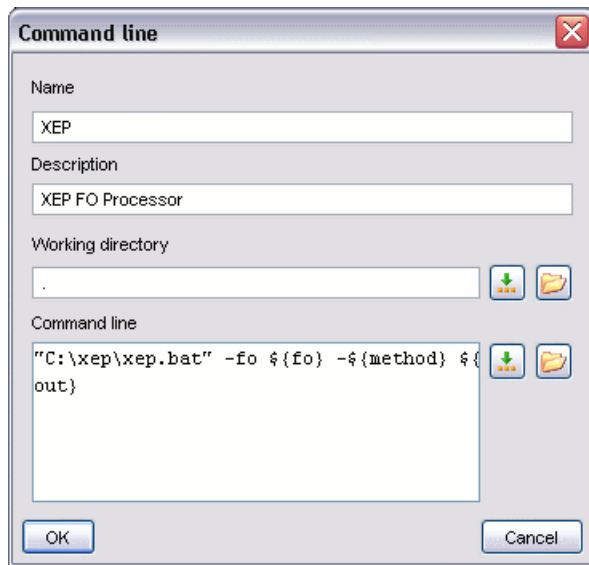 Command line
Name
XEP
Description
XEP FO Processor
Working directory
.
Command line
"C:\xep\xep.bat" -fo ${fo} -${method} ${
out}
OK
Cancel